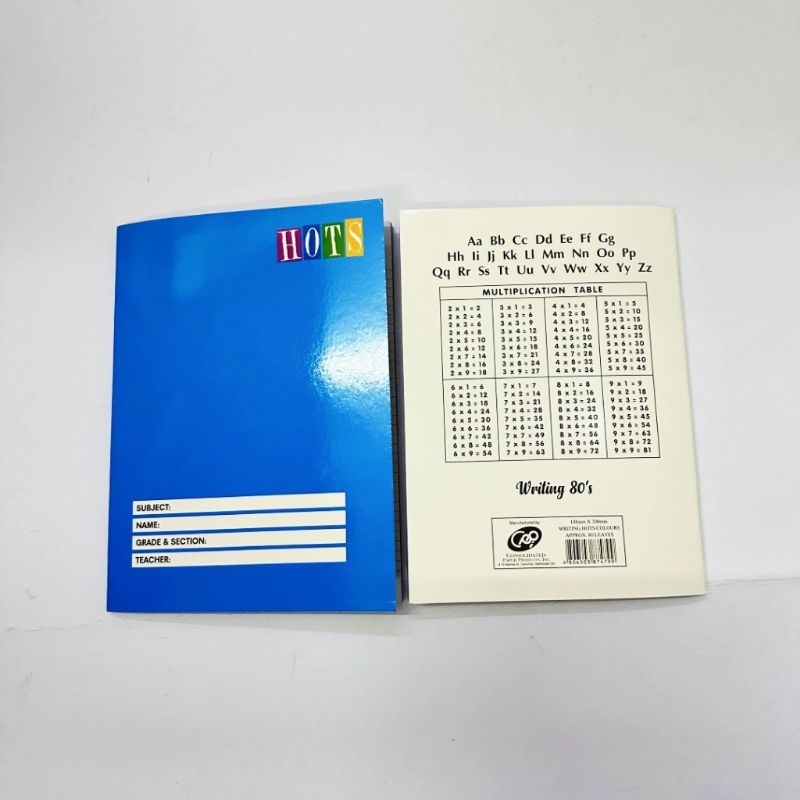 HOTS
SUBJECT:
NAME:
GRADE & SECTION:
TEACHER:
Aa Bb Cc Dd Ee Ff Gg
Hh Ii Jj Kk Ll Mm Nn Oo Pp
Qq Rr Ss Tt Uu Vv Ww Xx Yy Zz
MULTIPLICATION TABLE
2 x 1 = 2
2 x 2 = 4
2 x 3 = 6
2 x 4 = 8
2 x 5 = 10
2 x 6 = 12
2 x 7 = 14
2 x 8 = 16
2 x 9 = 18
3 x 1 = 3
3 x 2 = 6
3 x 3 = 9
3 x 4 = 12
3 x 5 = 15
3 x 6 = 18
3 x 7 = 21
3 x 8 = 24
3 x 9 = 27
4 x 1 = 4
4 x 2 = 8
4 x 3 = 12
4 x 4 = 16
4 x 5 = 20
4 x 6 = 24
4 x 7 = 28
4 x 8 = 32
4 x 9 = 36
5 x 1 = 5
5 x 2 = 10
5 x 3 = 15
5 x 4 = 20
5 x 5 = 25
5 x 6 = 30
5 x 7 = 35
5 x 8 = 40
5 x 9 = 45
6 x 1 = 6
6 x 2 = 12
6 x 3 = 18
6 x 4 = 24
6 x 5 = 30
6 x 6 = 36
6 x 7 = 42
6 x 8 = 48
6 x 9 = 54
7 x 1 = 7
7 x 2 = 14
7 x 3 = 21
7 x 4 = 28
7 x 5 = 35
7 x 6 = 42
7 x 7 = 49
7 x 8 = 56
7 x 9 = 63
8 x 1 = 8
8 x 2 = 16
8 x 3 = 24
8 x 4 = 32
8 x 5 = 40
8 x 6 = 48
8 x 7 = 56
8 x 8 = 64
8 x 9 = 72
9 x 1 = 9
9 x 2 = 18
9 x 3 = 27
9 x 4 = 36
9 x 5 = 45
9 x 6 = 54
9 x 7 = 63
9 x 8 = 72
9 x 9 = 81
Writing 80's
Manufactured by:
CONSOLIDATED
PAPER PRODUCTS, INC.
WRITING HOTS COLOURS
APPROX. 80 LEAVES